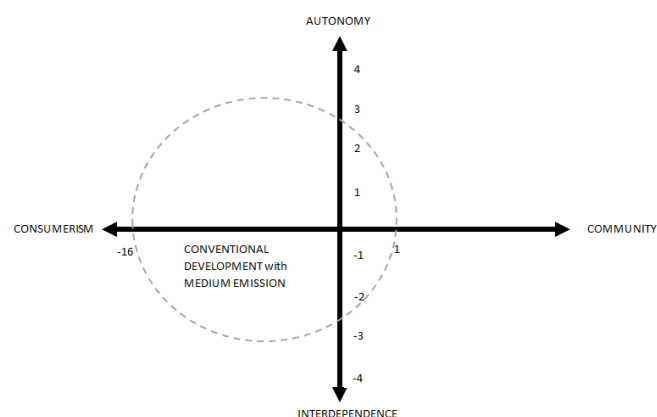 AUTONOMY
4
3
2
1
CONSUMERISM
COMMUNITY
-16
CONVENTIONAL
DEVELOPMENT with
MEDIUM EMISSION
1
-1
-2
-3
-4
INTERDEPENDENCE